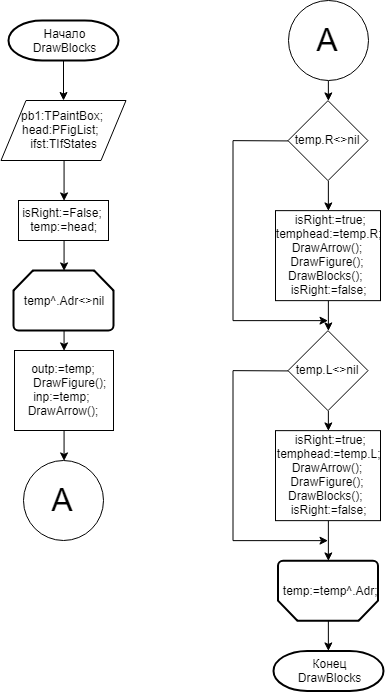 Начало
DrawBlocks
pb1:TPaintBox;
head:PFigList;
ifst:TIfStates
isRight:=False;
temp:=head;
temp^.Adr<>nil
outp:=temp;
DrawFigure();
inp:=temp;
DrawArrow();
A
A
temp.R<>nil
isRight:=true;
temphead:=temp.R;
DrawArrow();
DrawFigure();
DrawBlocks();
isRight:=false;
temp.L<>nil
isRight:=true;
temphead:=temp.L;
DrawArrow();
DrawFigure();
DrawBlocks();
isRight:=false;
temp:=temp^.Adr;
Конец
DrawBlocks